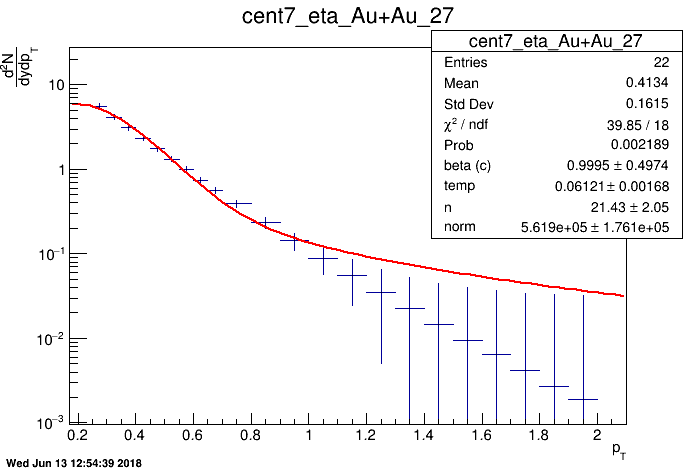 cent7_eta_Au+Au_27
cent7_eta_Au+Au_27
Entries 22
Mean 0.4134
Std Dev 0.1615
χ² / ndf 39.85 / 18
Prob 0.002189
beta (c) 0.9995 ± 0.4974
temp 0.06121 ± 0.00168
n 21.43 ± 2.05
norm 5.619e+05 ± 1.761e+05
d²N
dydp_T
10
1
10⁻¹
10⁻²
10⁻³
0.2 0.4 0.6 0.8 1 1.2 1.4 1.6 1.8 2
p_T
Wed Jun 13 12:54:39 2018